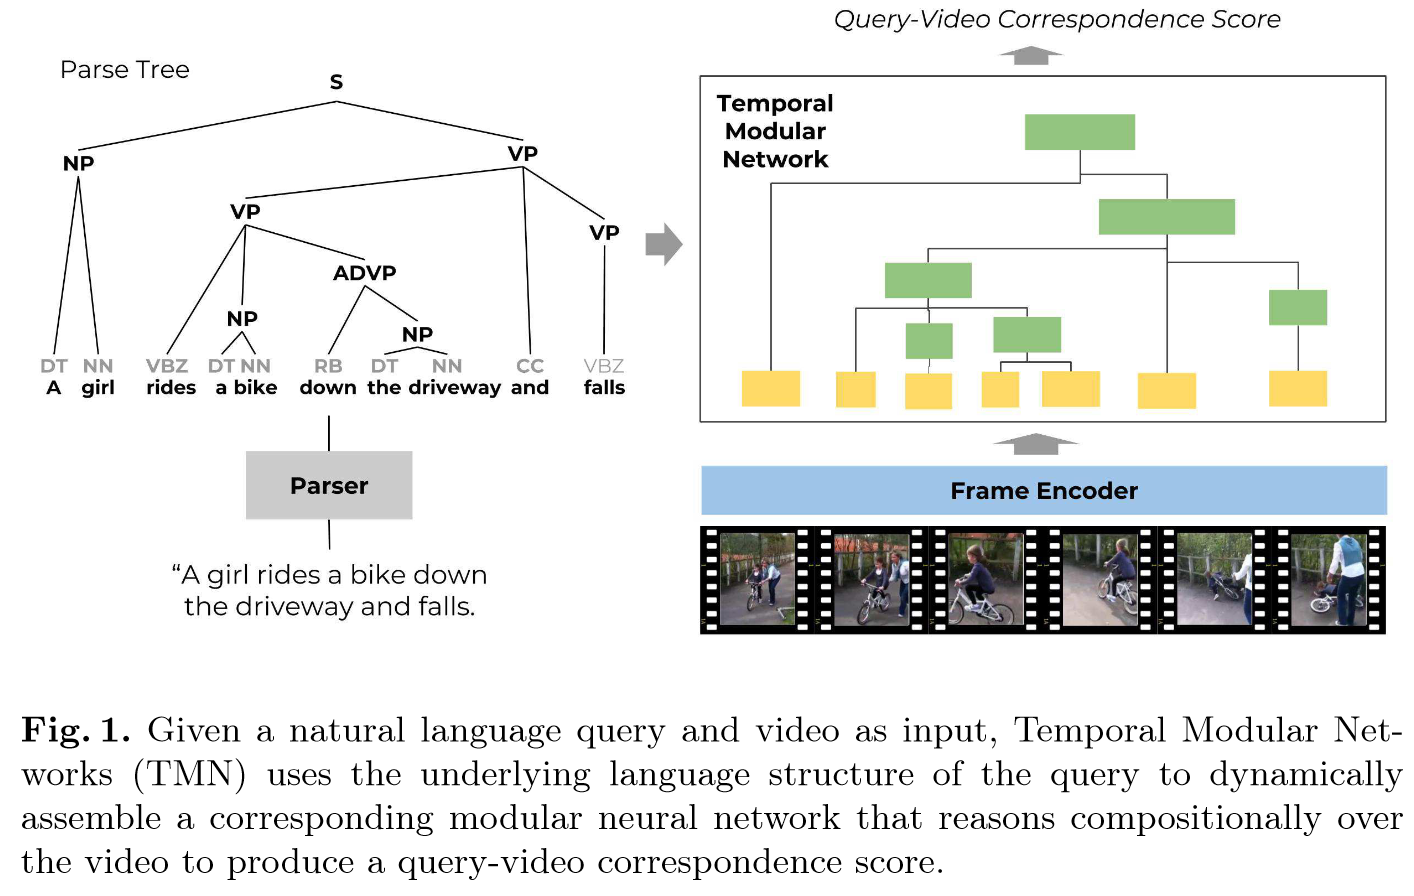 Query-Video Correspondence Score
Parse Tree
S
NP
VP
VP
VP
ADVP
NP
NP
DT NN VBZ DT NN RB DT NN CC VBZ
A girl rides a bike down the driveway and falls
Parser
“A girl rides a bike down
the driveway and falls.
Temporal
Modular
Network
Frame Encoder
Fig. 1. Given a natural language query and video as input, Temporal Modular Net-
works (TMN) uses the underlying language structure of the query to dynamically
assemble a corresponding modular neural network that reasons compositionally over
the video to produce a query-video correspondence score.